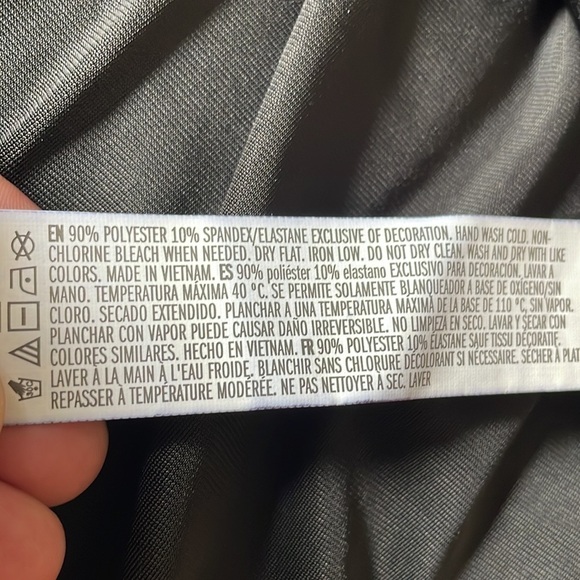 EN 90% POLYESTER 10% SPANDEX/ELASTANE EXCLUSIVE OF DECORATION. HAND WASH COLD. NON-
CHLORINE BLEACH WHEN NEEDED. DRY FLAT. IRON LOW. DO NOT DRY CLEAN. WASH AND DRY WITH LIKE
COLORS. MADE IN VIETNAM. ES 90% poliéster 10% elastano EXCLUSIVO PARA DECORACIÓN. LAVAR A
MANO. TEMPERATURA MÁXIMA 40 °C. SE PERMITE SOLAMENTE BLANQUEADOR A BASE DE OXÍGENO/SIN
CLORO. SECADO EXTENDIDO. PLANCHAR A UNA TEMPERATURA MÁXIMA DE LA BASE DE 110 °C, SIN VAPOR.
PLANCHAR CON VAPOR PUEDE CAUSAR DAÑO IRREVERSIBLE. NO LIMPIEZA EN SECO. LAVAR Y SECAR CON
COLORES SIMILARES. HECHO EN VIETNAM. FR 90% POLYESTER 10% ÉLASTANE SAUF TISSU DÉCORATIF.
LAVER À LA MAIN À L'EAU FROIDE. BLANCHIR SANS CHLORURE DÉCOLORANT SI NÉCESSAIRE. SÉCHER À PLAT
REPASSER À TEMPÉRATURE MODÉRÉE. NE PAS NETTOYER À SEC. LAVER